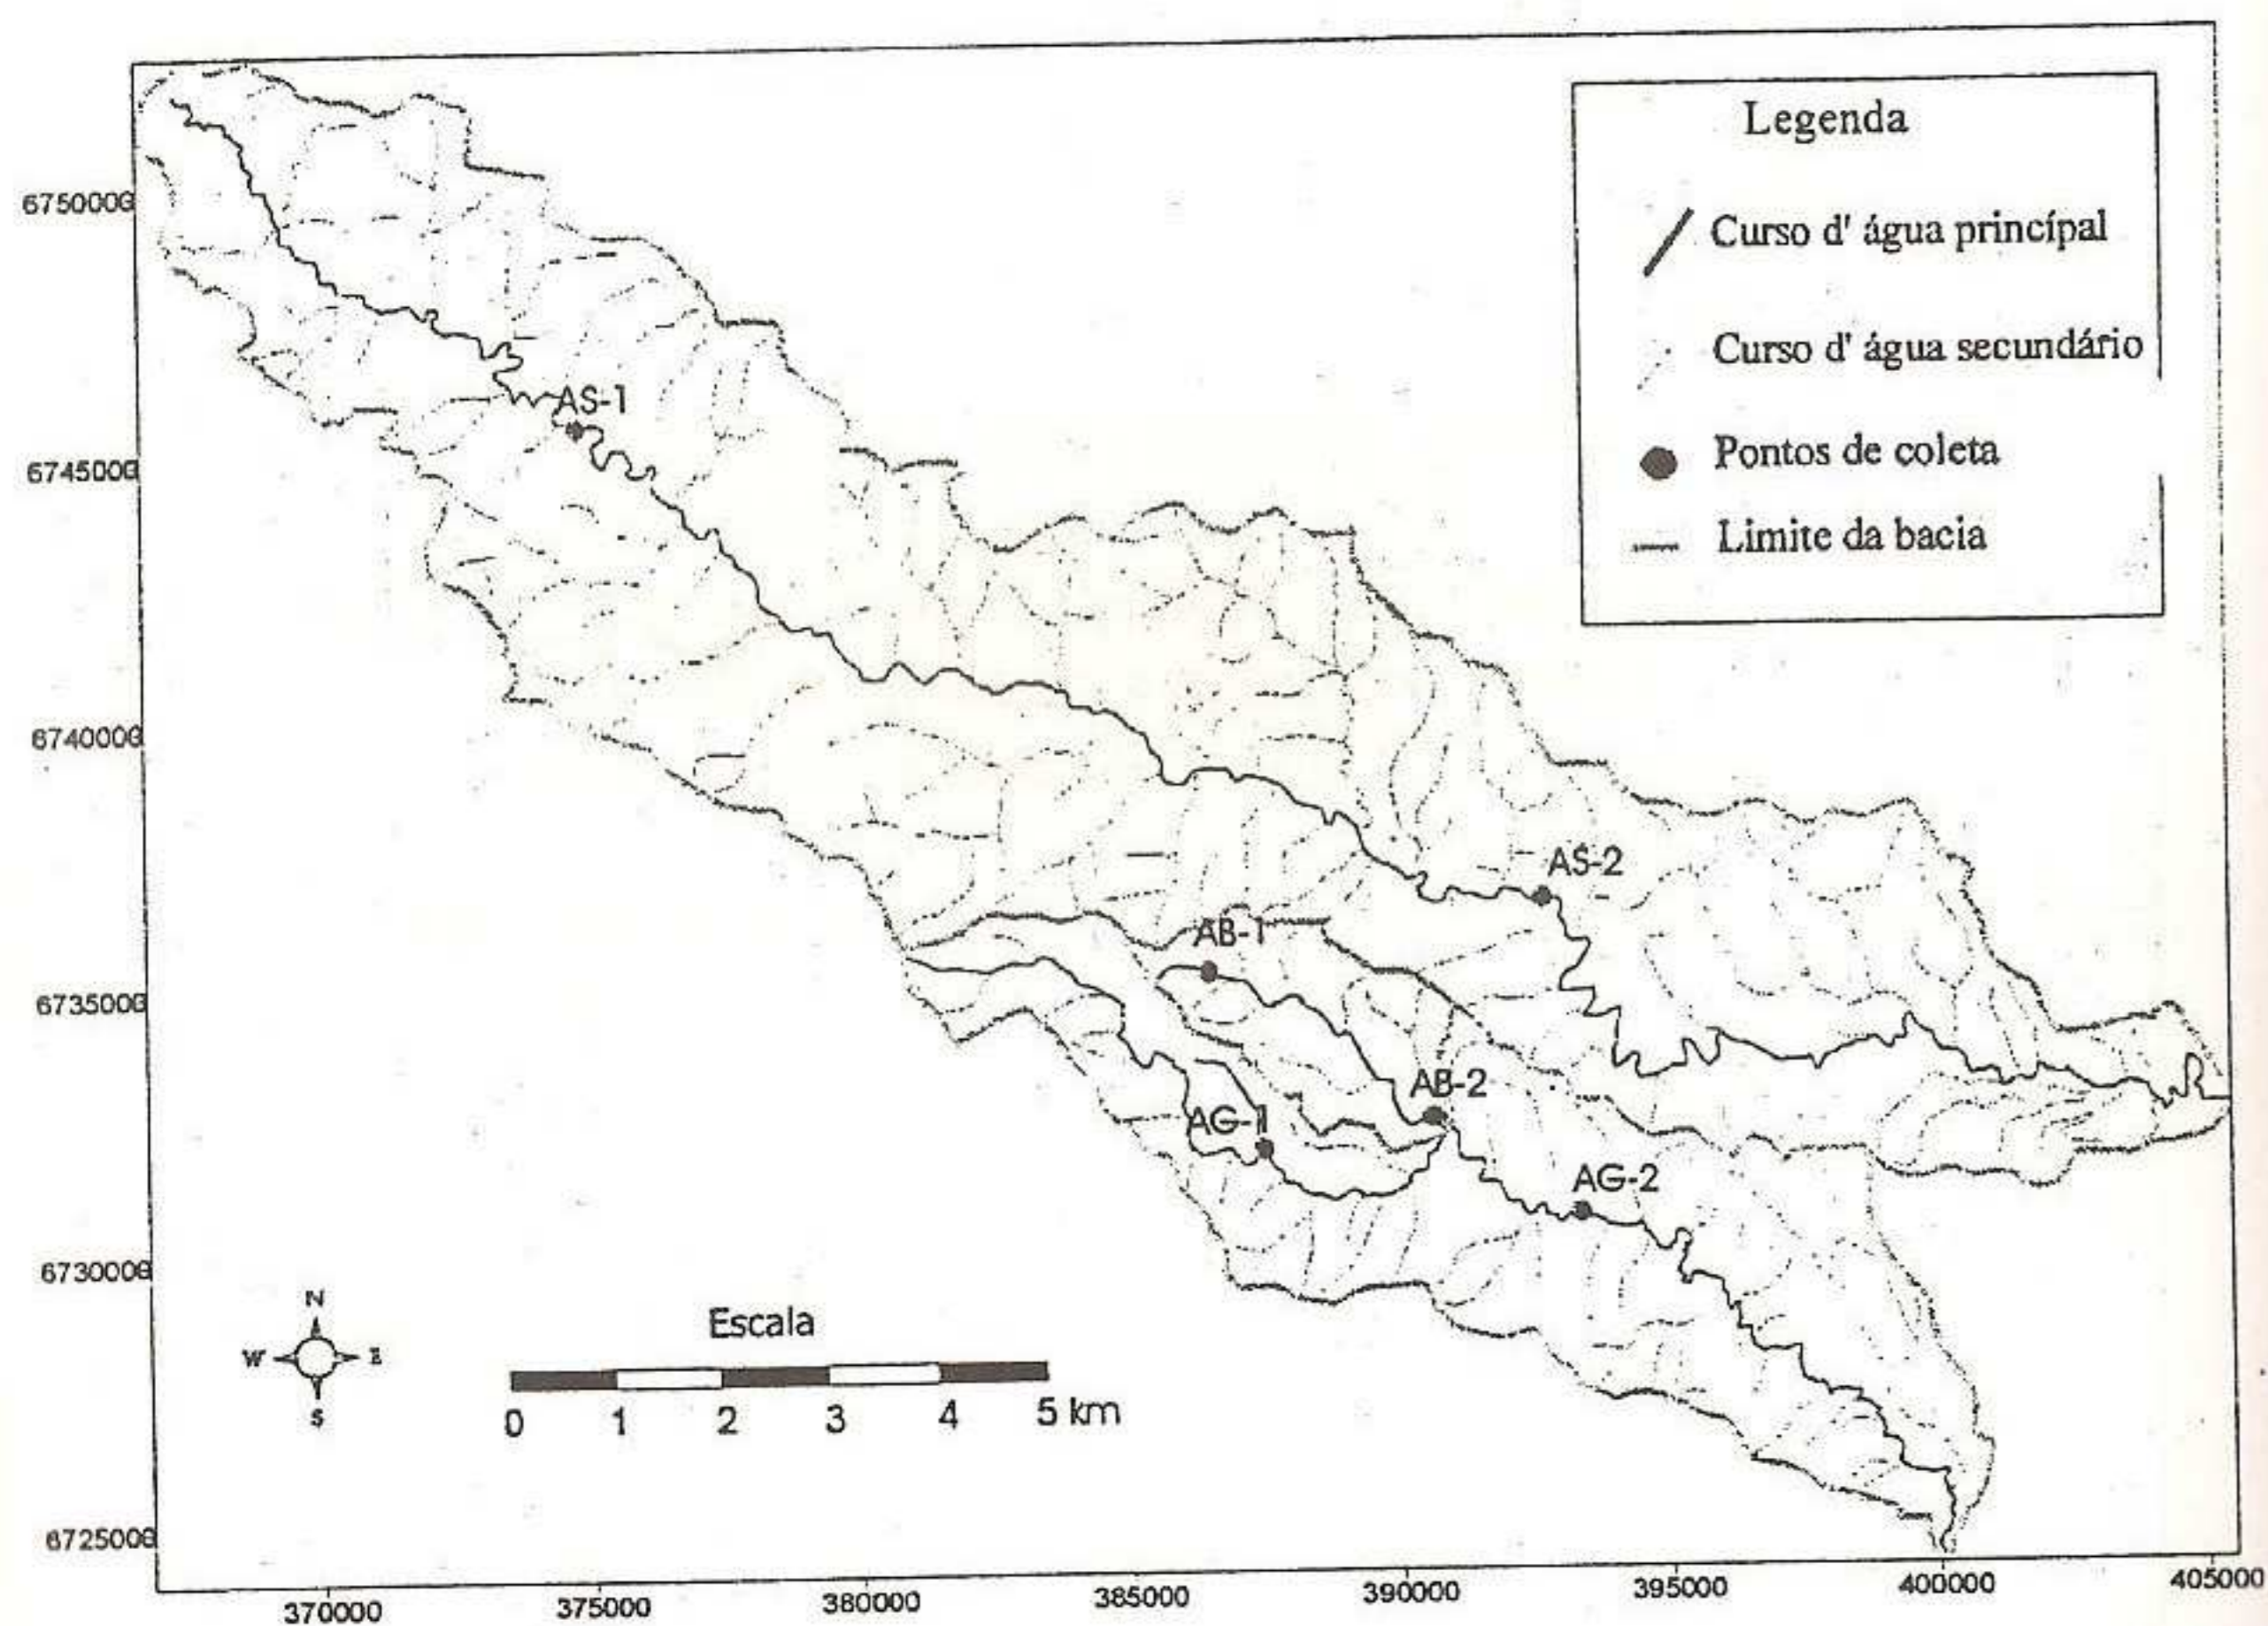 Legenda
Curso d' água princípal
Curso d' água secundário
Pontos de coleta
Limite da bacia
6750000
6745000
6740000
6735000
6730000
6725000
AS-1
AS-2
AB-1
AB-2
AG-1
AG-2
N
W E
S
Escala
0 1 2 3 4 5 km
370000 375000 380000 385000 390000 395000 400000 405000